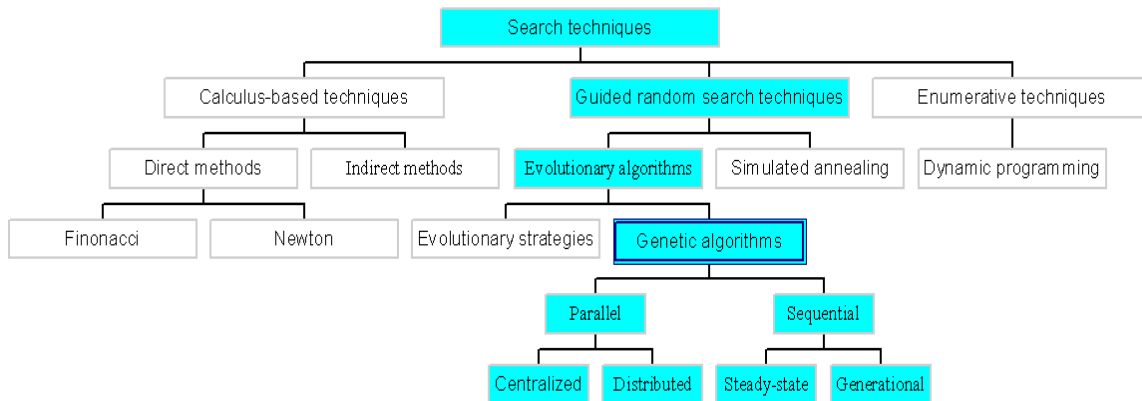 Search techniques
Calculus-based techniques
Guided random search techniques
Enumerative techniques
Direct methods
Indirect methods
Evolutionary algorithms
Simulated annealing
Dynamic programming
Finonacci
Newton
Evolutionary strategies
Genetic algorithms
Parallel
Sequential
Centralized
Distributed
Steady-state
Generational